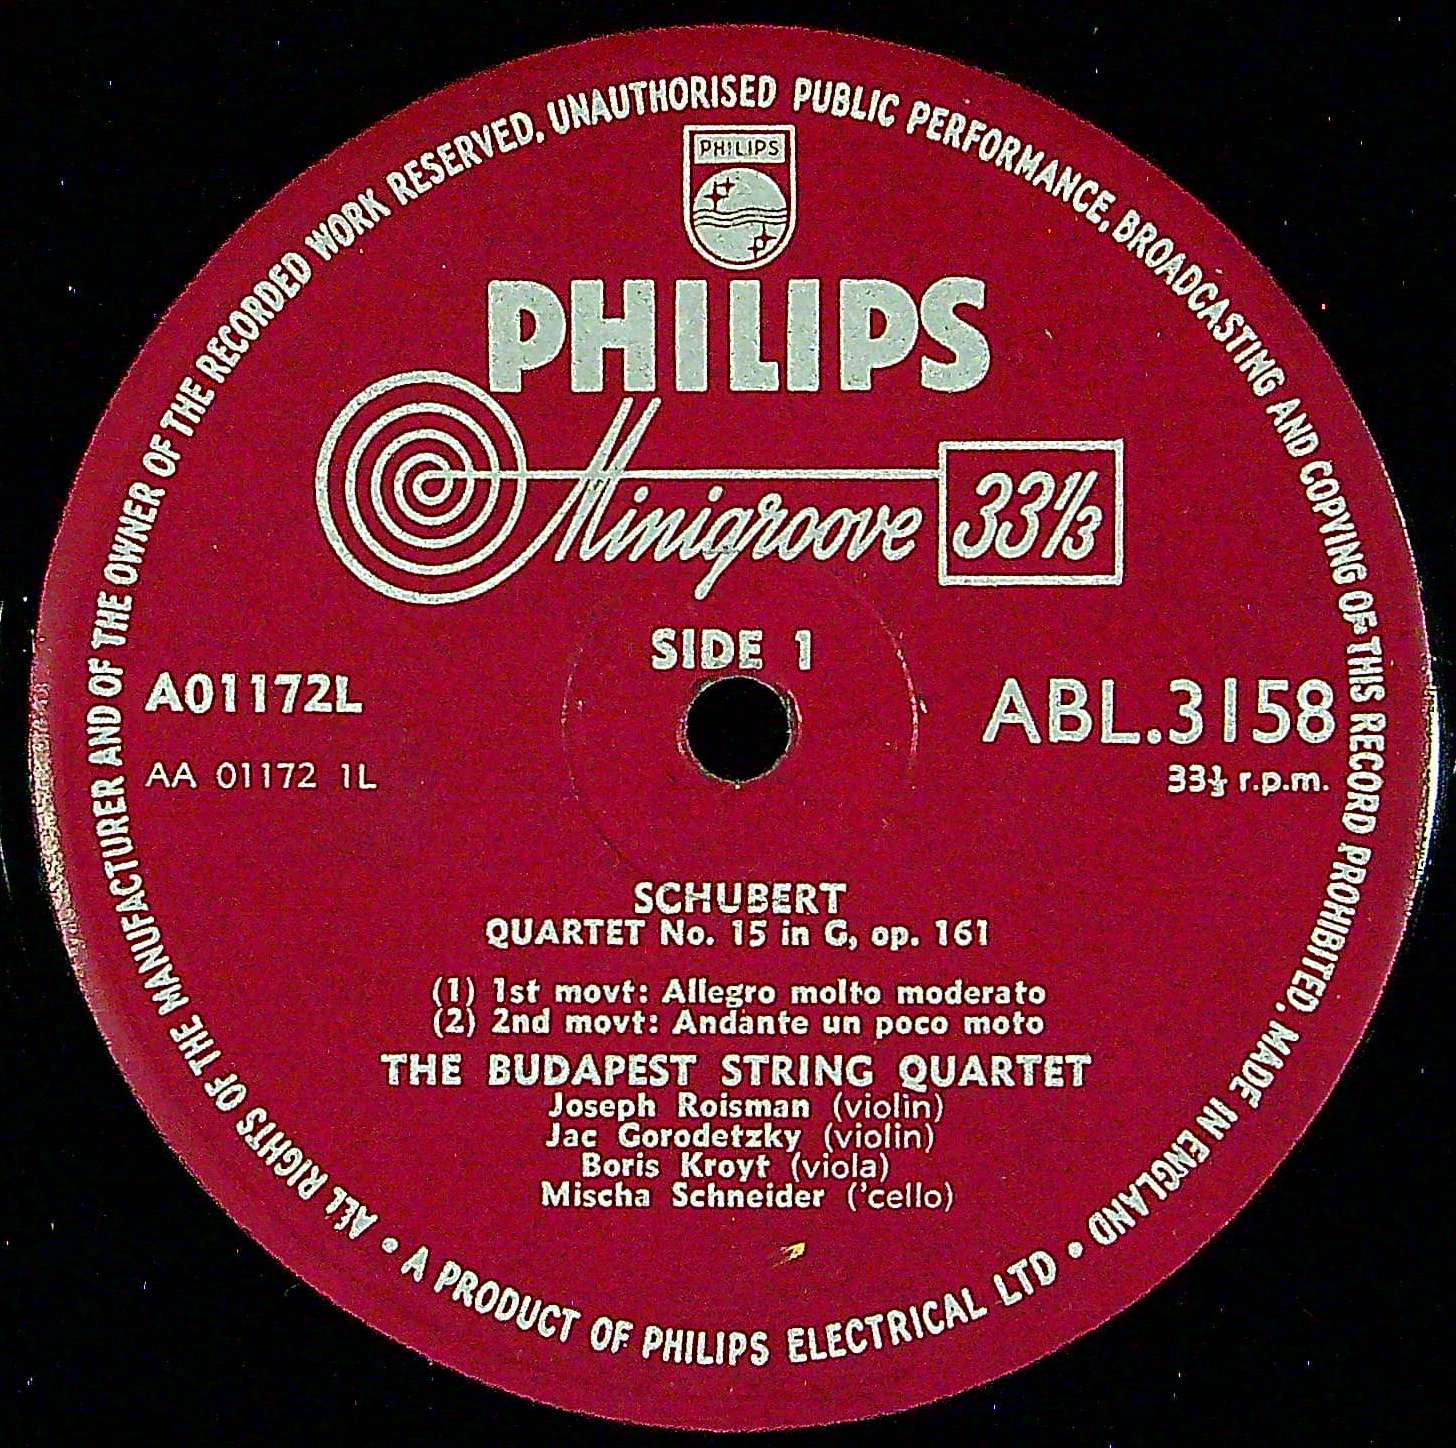 ALL RIGHTS OF THE MANUFACTURER AND OF THE OWNER OF THE RECORDED WORK RESERVED. UNAUTHORISED PUBLIC PERFORMANCE, BROADCASTING AND COPYING OF THIS RECORD PROHIBITED. MADE IN ENGLAND
PHILIPS
PHILIPS
Minigroove 33⅓
SIDE 1
A01172L
ABL.3158
AA 01172 1L
33⅓ r.p.m.
SCHUBERT
QUARTET No. 15 in G, op. 161
(1) 1st movt: Allegro molto moderato
(2) 2nd movt: Andante un poco moto
THE BUDAPEST STRING QUARTET
Joseph Roisman (violin)
Jac Gorodetzky (violin)
Boris Kroyt (viola)
Mischa Schneider ('cello)
• A PRODUCT OF PHILIPS ELECTRICAL LTD •